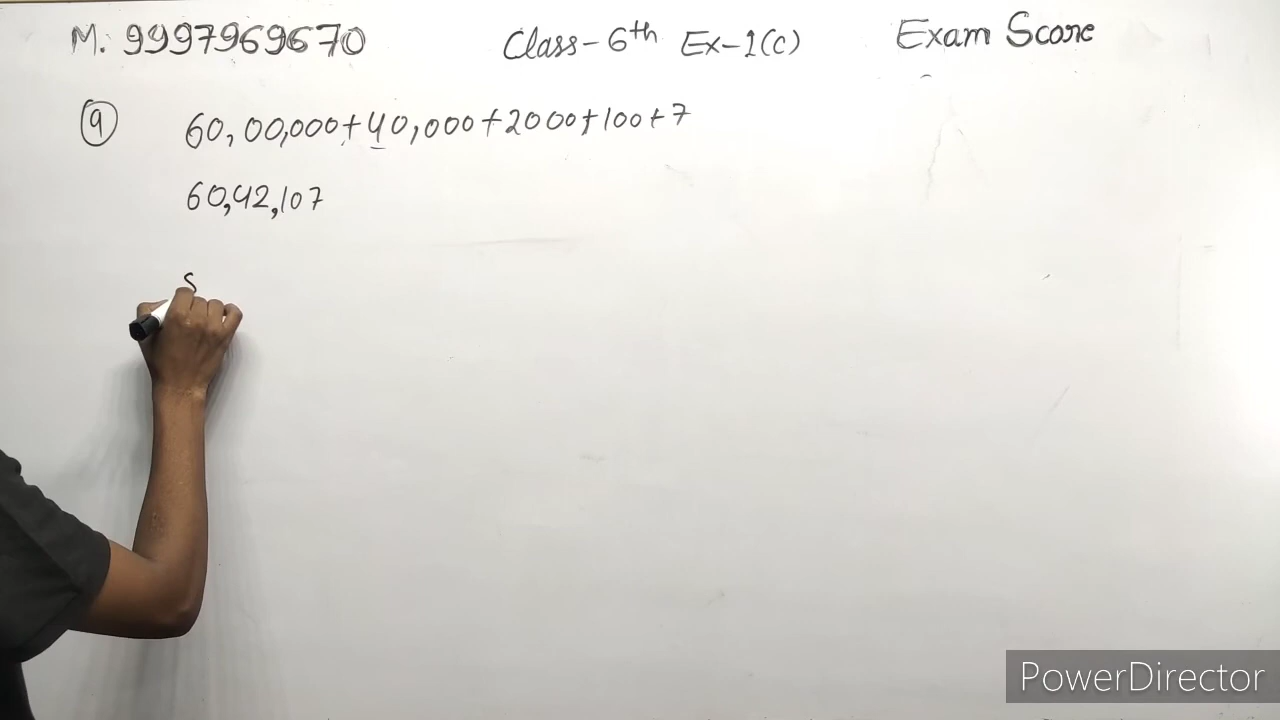 M. 9997969670 Class-6th Ex-1(c) Exam Score
9 60,00,000+40,000+2000+100+7
60,42,107
S
PowerDirector